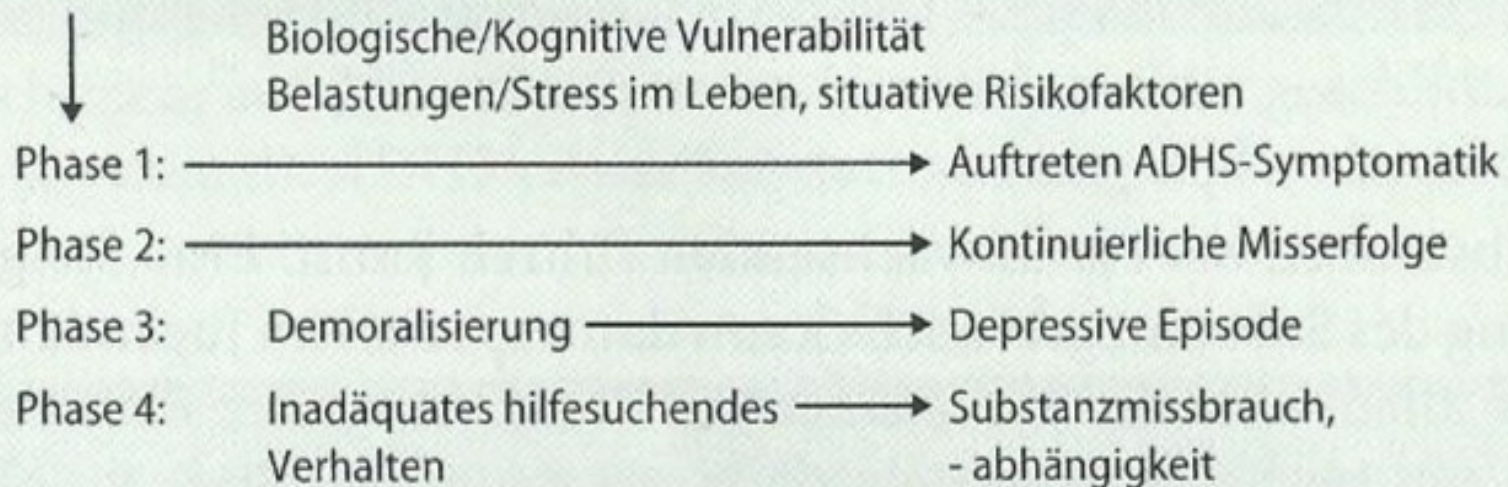 Biologische/Kognitive Vulnerabilität
Belastungen/Stress im Leben, situative Risikofaktoren
Phase 1: Auftreten ADHS-Symptomatik
Phase 2: Kontinuierliche Misserfolge
Phase 3: Demoralisierung Depressive Episode
Phase 4: Inadäquates hilfesuchendes Substanzmissbrauch,
Verhalten - abhängigkeit